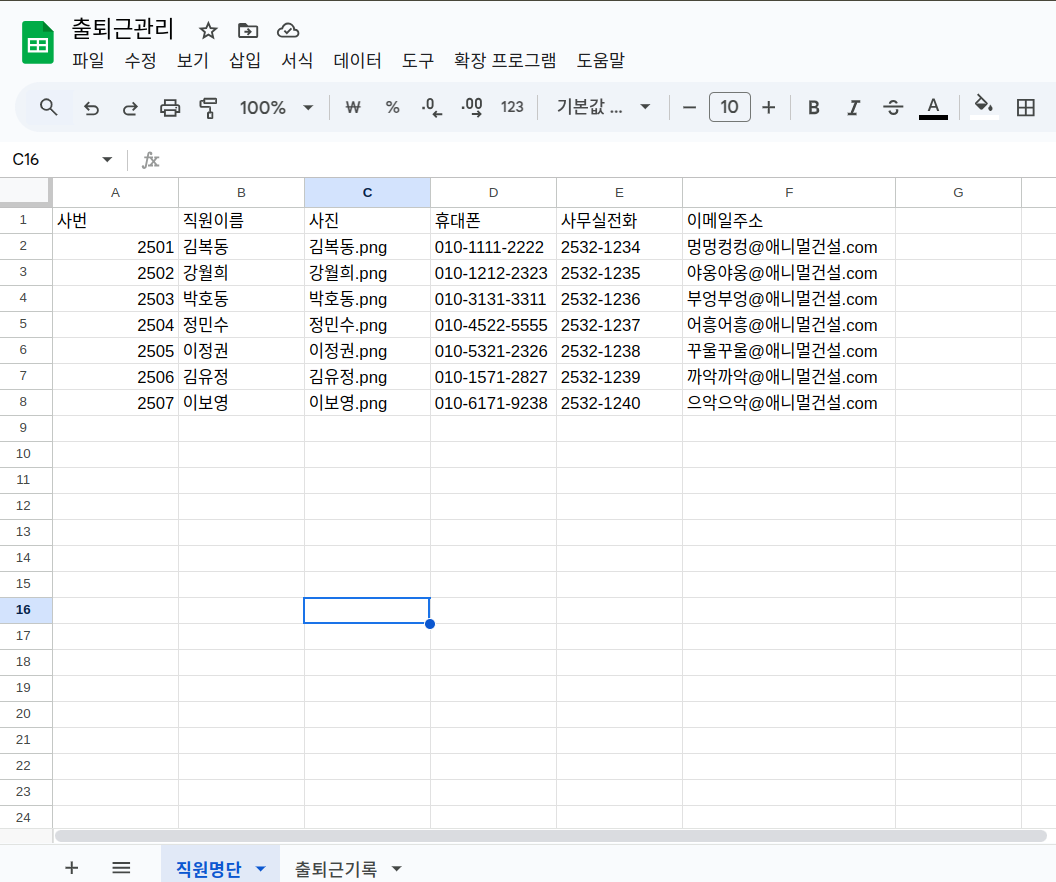 출퇴근관리
파일 수정 보기 삽입 서식 데이터 도구 확장 프로그램 도움말
100% ₩ % .0 .00 123 기본값 ... 10 B I S A
C16 fx
A B C D E F G
1 사번 직원이름 사진 휴대폰 사무실전화 이메일주소
2 2501 김복동 김복동.png 010-1111-2222 2532-1234 멍멍컹컹@애니멀건설.com
3 2502 강월희 강월희.png 010-1212-2323 2532-1235 야옹야옹@애니멀건설.com
4 2503 박호동 박호동.png 010-3131-3311 2532-1236 부엉부엉@애니멀건설.com
5 2504 정민수 정민수.png 010-4522-5555 2532-1237 어흥어흥@애니멀건설.com
6 2505 이정권 이정권.png 010-5321-2326 2532-1238 꾸울꾸울@애니멀건설.com
7 2506 김유정 김유정.png 010-1571-2827 2532-1239 까악까악@애니멀건설.com
8 2507 이보영 이보영.png 010-6171-9238 2532-1240 으악으악@애니멀건설.com
9
10
11
12
13
14
15
16
17
18
19
20
21
22
23
24
직원명단 출퇴근기록